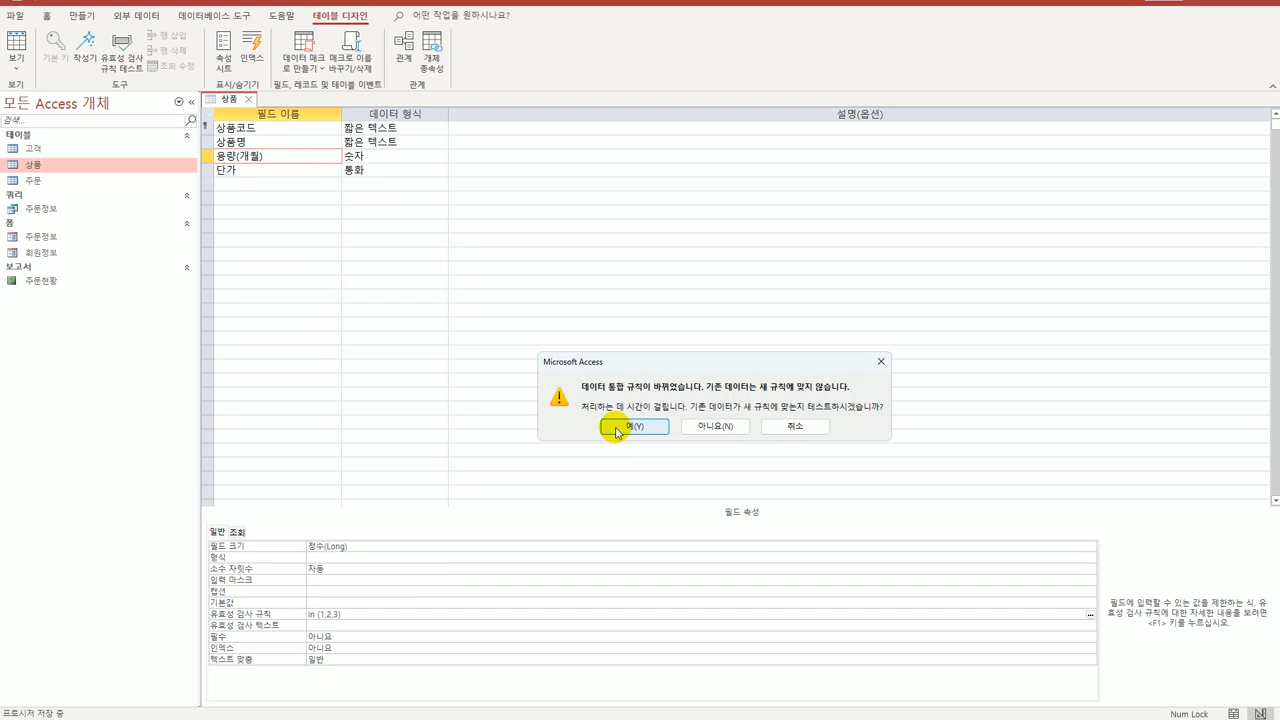 파일 홈 만들기 외부 데이터 데이터베이스 도구 도움말 테이블 디자인 어떤 작업을 원하시나요?
보기
기본 키
작성기
유효성 검사
규칙 테스트
행 삽입
행 삭제
조회 수정
속성
시트
인덱스
데이터 매크
로 만들기
매크로 이름
바꾸기/삭제
관계
개체
종속성
보기 도구 표시/숨기기 필드, 레코드 및 테이블 이벤트 관계
모든 Access 개체
검색...
테이블
고객
상품
주문
쿼리
주문정보
폼
주문정보
회원정보
보고서
주문현황
상품
필드 이름 데이터 형식 설명(옵션)
상품코드 짧은 텍스트
상품명 짧은 텍스트
용량(개월) 숫자
단가 통화
Microsoft Access
데이터 통합 규칙이 바뀌었습니다. 기존 데이터는 새 규칙에 맞지 않습니다.
처리하는 데 시간이 걸립니다. 기존 데이터가 새 규칙에 맞는지 테스트하시겠습니까?
예(Y) 아니요(N) 취소
필드 속성
일반 조회
필드 크기 정수(Long)
형식
소수 자릿수 자동
입력 마스크
캡션
기본값
유효성 검사 규칙 In (1,2,3)
유효성 검사 텍스트
필수 아니요
인덱스 아니요
텍스트 맞춤 일반
필드에 입력할 수 있는 값을 제한하는 식. 유
효성 검사 규칙에 대한 자세한 내용을 보려면
<F1> 키를 누르십시오.
프로시저 저장 중
Num Lock